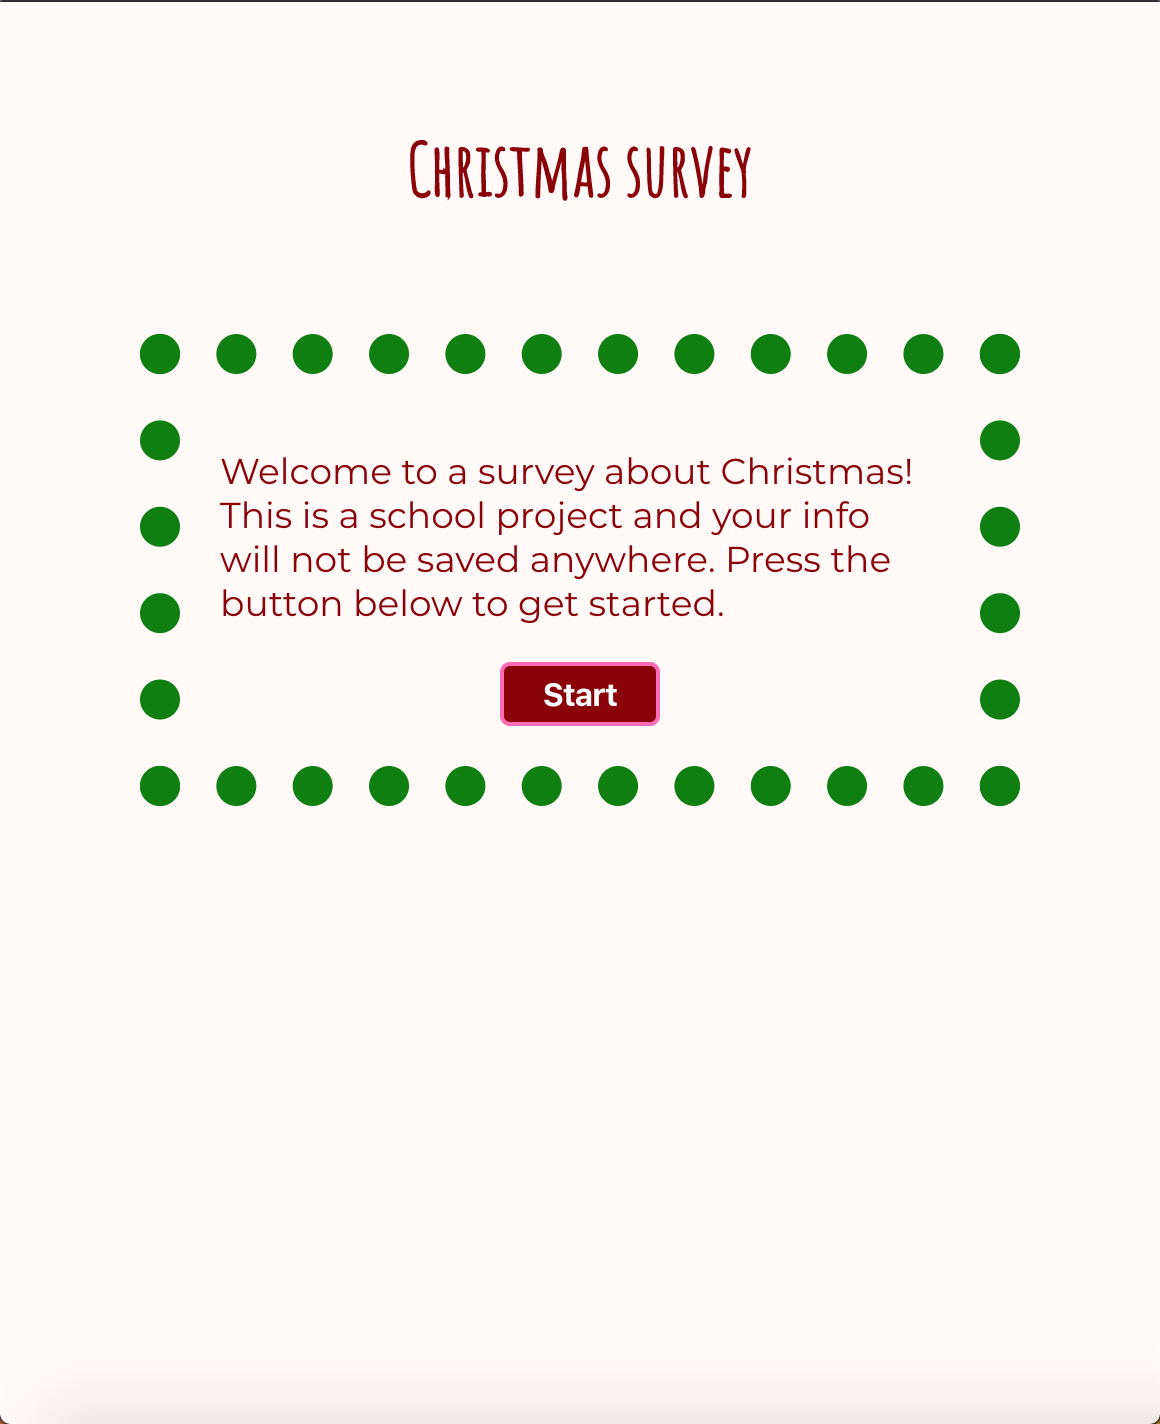 Christmas survey
Welcome to a survey about Christmas!
This is a school project and your info
will not be saved anywhere. Press the
button below to get started.
Start